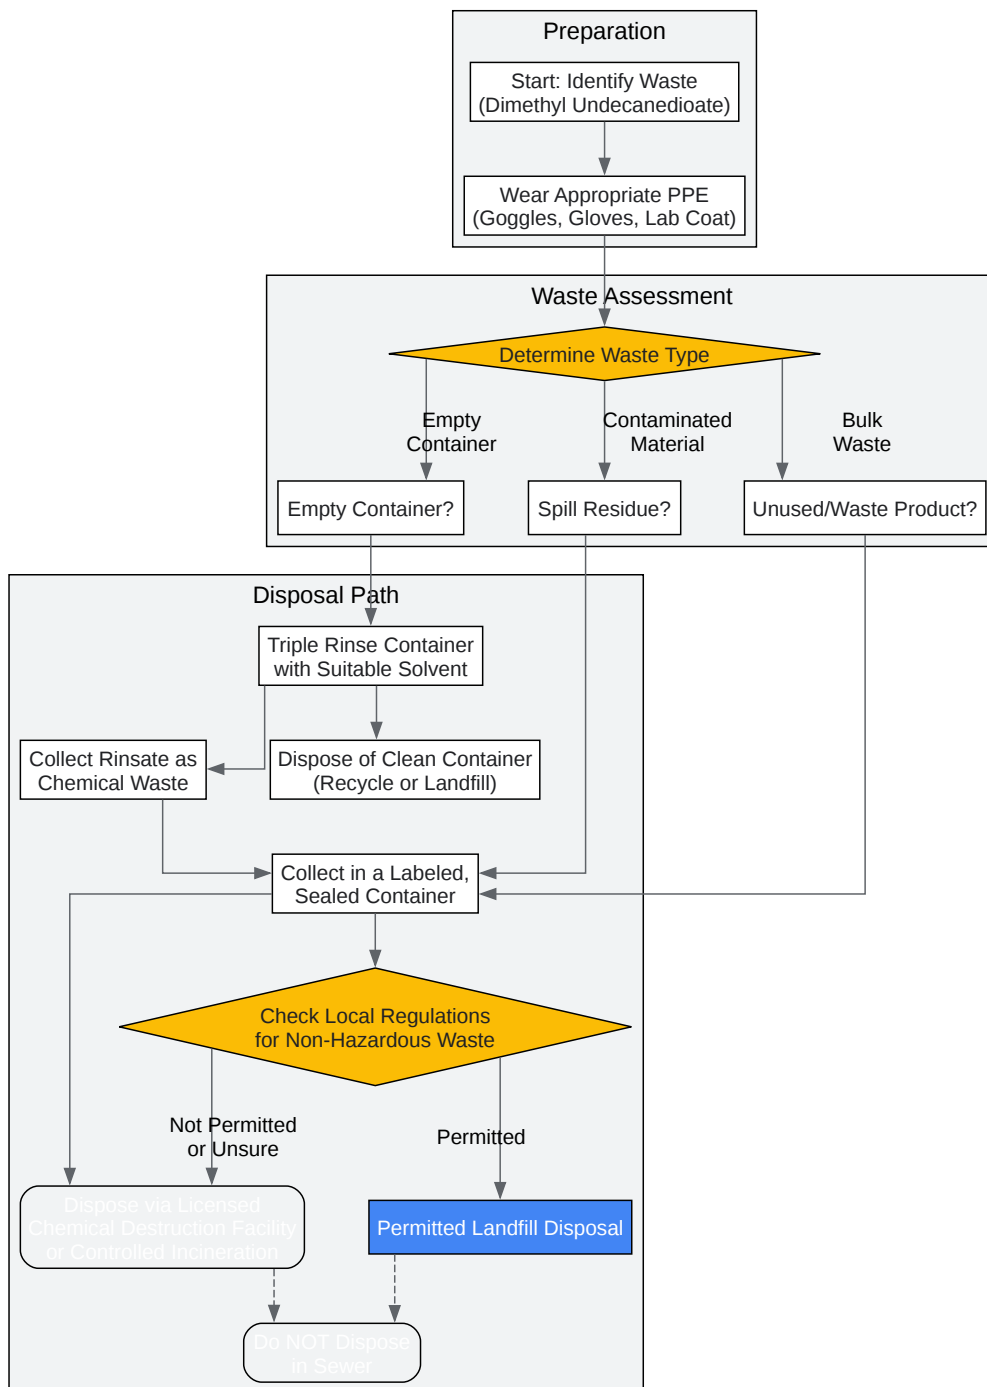 Preparation
Start: Identify Waste
(Dimethyl Undecanedioate)
Wear Appropriate PPE
(Goggles, Gloves, Lab Coat)
Waste Assessment
Determine Waste Type
Empty
Container
Contaminated
Material
Bulk
Waste
Empty Container?
Spill Residue?
Unused/Waste Product?
Disposal Path
Triple Rinse Container
with Suitable Solvent
Collect Rinsate as
Chemical Waste
Dispose of Clean Container
(Recycle or Landfill)
Collect in a Labeled,
Sealed Container
Check Local Regulations
for Non-Hazardous Waste
Not Permitted
or Unsure
Permitted
Dispose via Licensed
Chemical Destruction Facility
or Controlled Incineration
Permitted Landfill Disposal
Do NOT Dispose
in Sewer